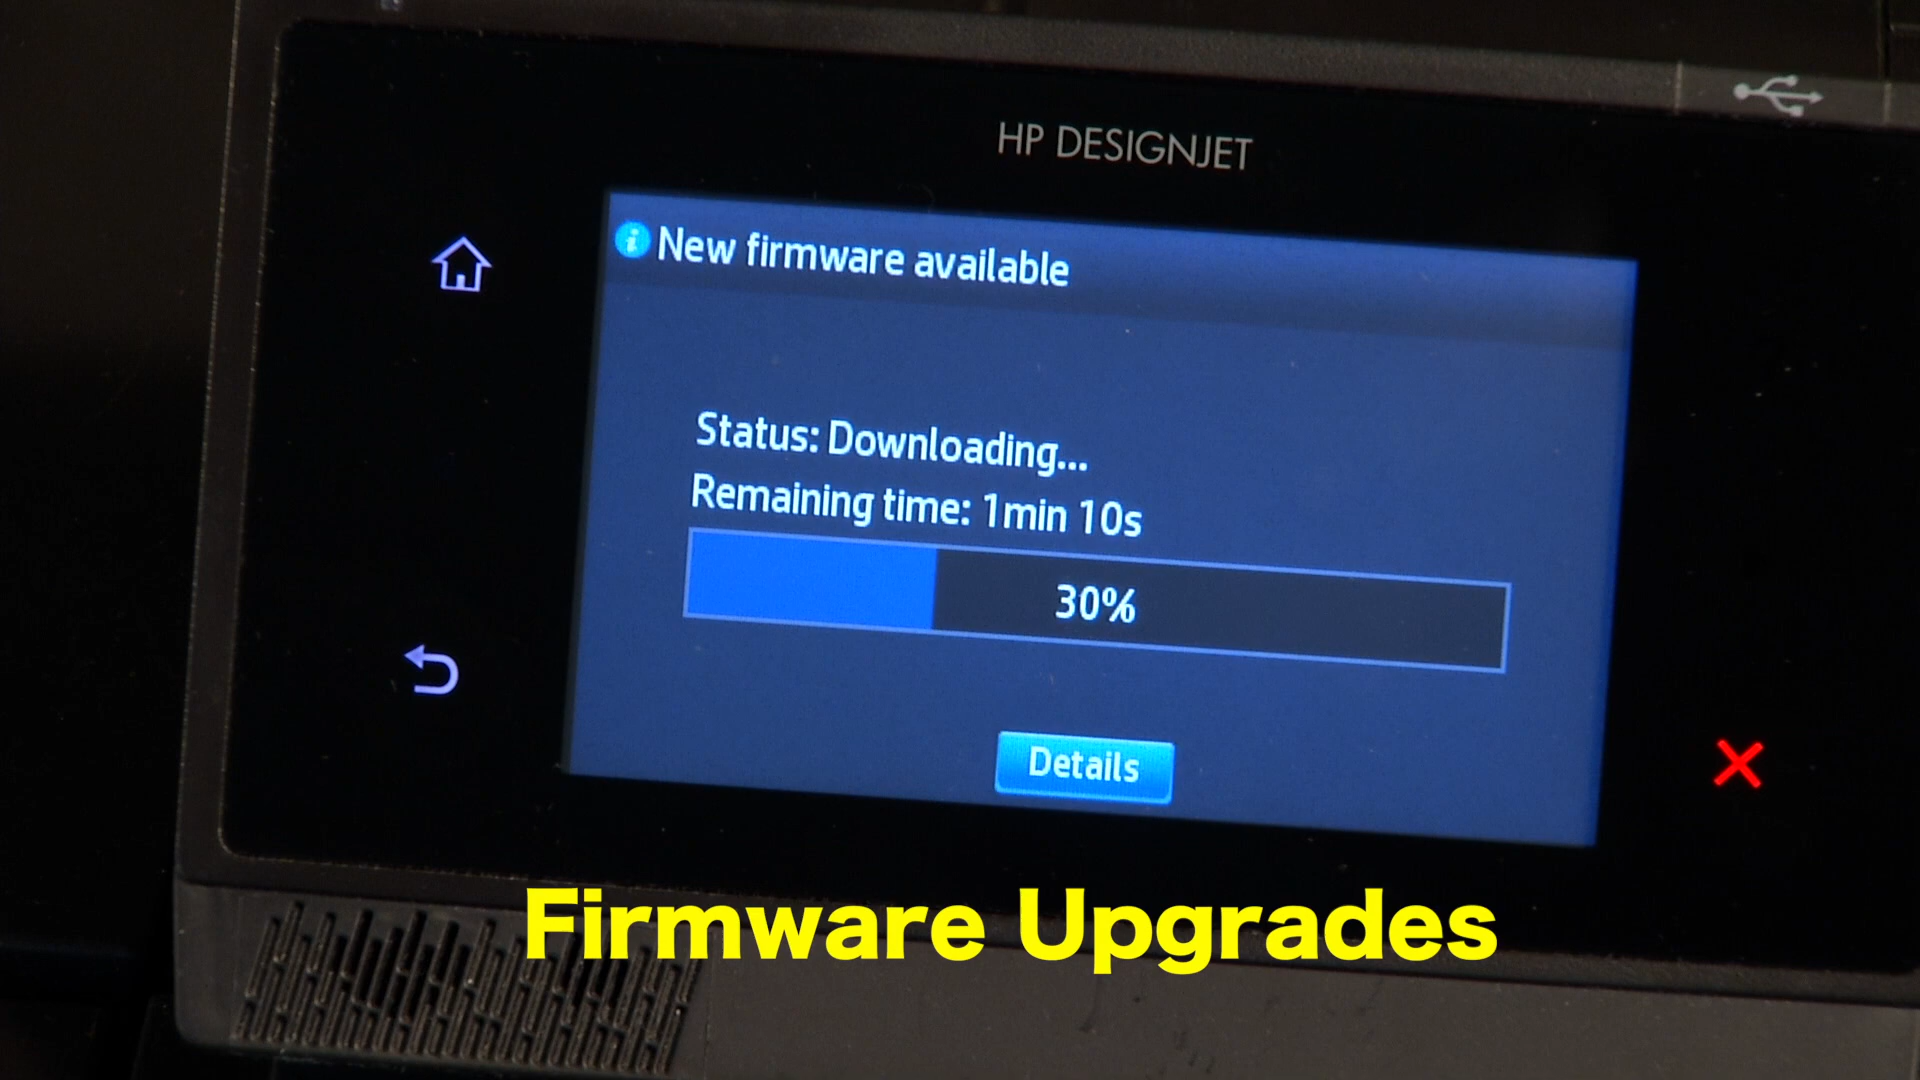 HP DESIGNJET
New firmware available
Status: Downloading...
Remaining time: 1min 10s
30%
Details
Firmware Upgrades